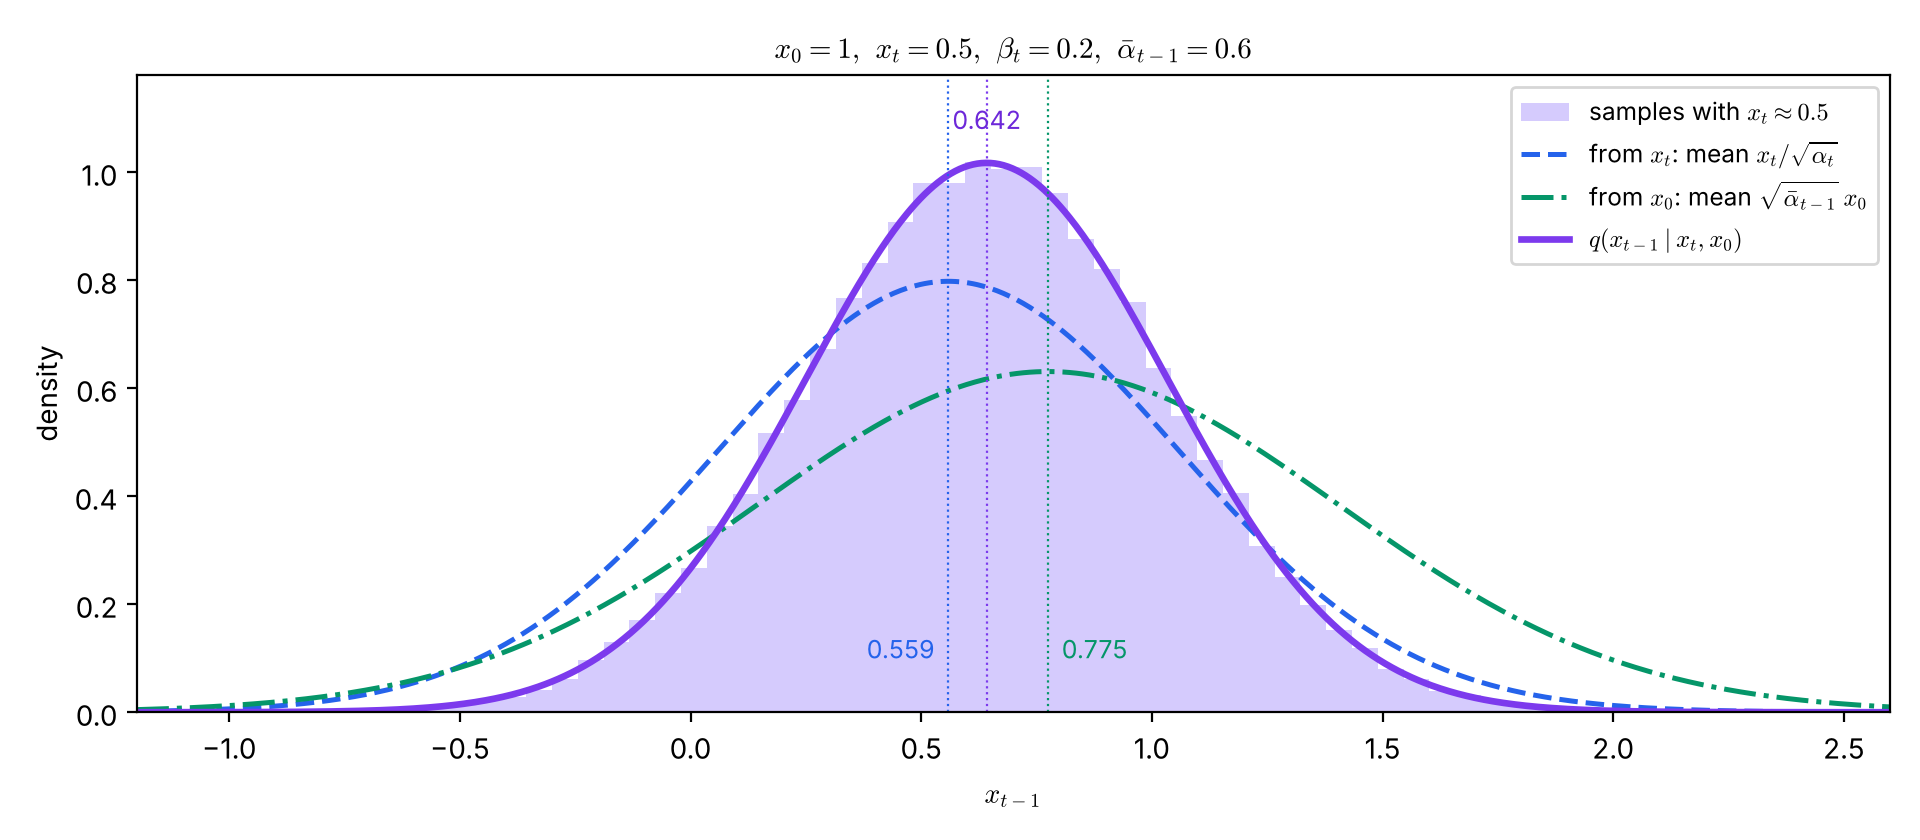 x₀ = 1, x_t = 0.5, β_t = 0.2, ᾱ_{t−1} = 0.6
0.642
samples with x_t ≈ 0.5
from x_t: mean x_t/√α_t
from x₀: mean √ᾱ_{t−1} x₀
q(x_{t−1} | x_t, x₀)
density
1.0
0.8
0.6
0.4
0.2
0.0
0.559
0.775
−1.0 −0.5 0.0 0.5 1.0 1.5 2.0 2.5
x_{t−1}